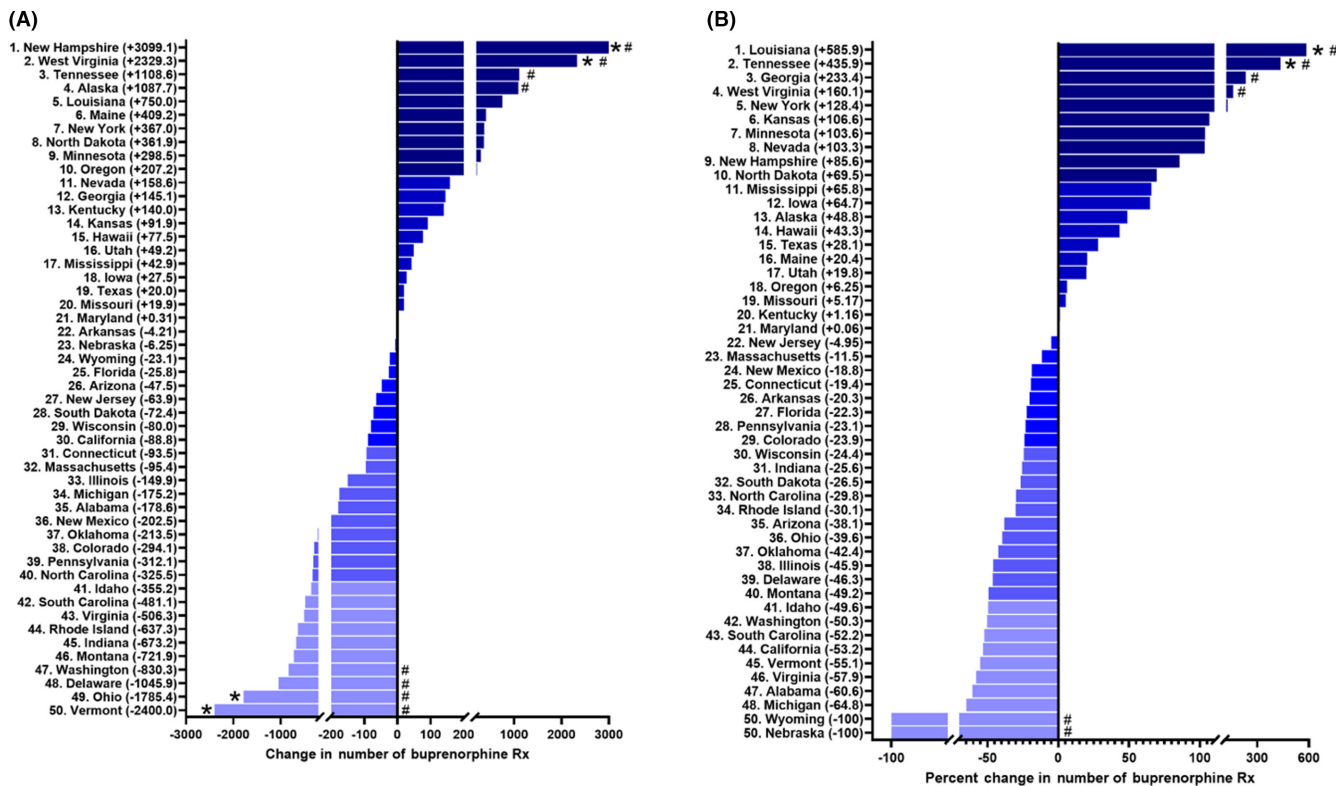 (A)
1. New Hampshire (+3099.1)
* #
2. West Virginia (+2329.3)
* #
3. Tennessee (+1108.6)
#
4. Alaska (+1087.7)
#
5. Louisiana (+750.0)
6. Maine (+409.2)
7. New York (+367.0)
8. North Dakota (+361.9)
9. Minnesota (+298.5)
10. Oregon (+207.2)
11. Nevada (+158.6)
12. Georgia (+145.1)
13. Kentucky (+140.0)
14. Kansas (+91.9)
15. Hawaii (+77.5)
16. Utah (+49.2)
17. Mississippi (+42.9)
18. Iowa (+27.5)
19. Texas (+20.0)
20. Missouri (+19.9)
21. Maryland (+0.31)
22. Arkansas (-4.21)
23. Nebraska (-6.25)
24. Wyoming (-23.1)
25. Florida (-25.8)
26. Arizona (-47.5)
27. New Jersey (-63.9)
28. South Dakota (-72.4)
29. Wisconsin (-80.0)
30. California (-88.8)
31. Connecticut (-93.5)
32. Massachusetts (-95.4)
33. Illinois (-149.9)
34. Michigan (-175.2)
35. Alabama (-178.6)
36. New Mexico (-202.5)
37. Oklahoma (-213.5)
38. Colorado (-294.1)
39. Pennsylvania (-312.1)
40. North Carolina (-325.5)
41. Idaho (-355.2)
42. South Carolina (-481.1)
43. Virginia (-506.3)
44. Rhode Island (-637.3)
45. Indiana (-673.2)
46. Montana (-721.9)
47. Washington (-830.3)
#
48. Delaware (-1045.9)
#
49. Ohio (-1785.4)
* #
50. Vermont (-2400.0)
* #
-3000 -2000 -1000 -200 -100 0 100 200 1000 2000 3000
Change in number of buprenorphine Rx
(B)
1. Louisiana (+585.9)
* #
2. Tennessee (+435.9)
* #
3. Georgia (+233.4)
#
4. West Virginia (+160.1)
#
5. New York (+128.4)
6. Kansas (+106.6)
7. Minnesota (+103.6)
8. Nevada (+103.3)
9. New Hampshire (+85.6)
10. North Dakota (+69.5)
11. Mississippi (+65.8)
12. Iowa (+64.7)
13. Alaska (+48.8)
14. Hawaii (+43.3)
15. Texas (+28.1)
16. Maine (+20.4)
17. Utah (+19.8)
18. Oregon (+6.25)
19. Missouri (+5.17)
20. Kentucky (+1.16)
21. Maryland (+0.06)
22. New Jersey (-4.95)
23. Massachusetts (-11.5)
24. New Mexico (-18.8)
25. Connecticut (-19.4)
26. Arkansas (-20.3)
27. Florida (-22.3)
28. Pennsylvania (-23.1)
29. Colorado (-23.9)
30. Wisconsin (-24.4)
31. Indiana (-25.6)
32. South Dakota (-26.5)
33. North Carolina (-29.8)
34. Rhode Island (-30.1)
35. Arizona (-38.1)
36. Ohio (-39.6)
37. Oklahoma (-42.4)
38. Illinois (-45.9)
39. Delaware (-46.3)
40. Montana (-49.2)
41. Idaho (-49.6)
42. Washington (-50.3)
43. South Carolina (-52.2)
44. California (-53.2)
45. Vermont (-55.1)
46. Virginia (-57.9)
47. Alabama (-60.6)
48. Michigan (-64.8)
50. Wyoming (-100)
#
50. Nebraska (-100)
#
-100 -50 0 50 100 300 600
Percent change in number of buprenorphine Rx